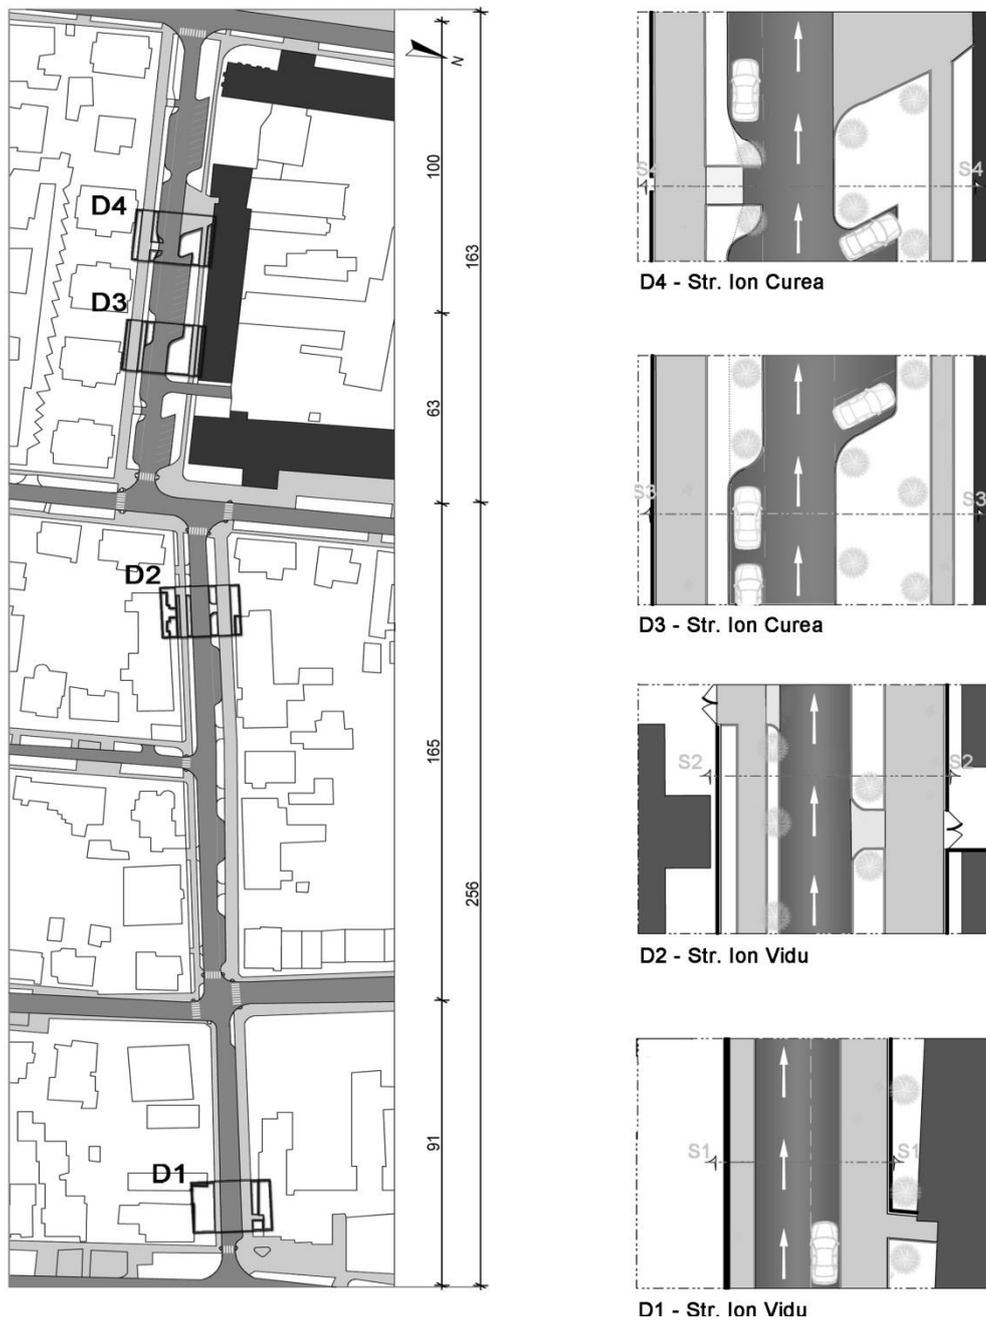 N
100
163
D4
D3
63
D2
165
256
91
D1
S4
S4
D4 - Str. Ion Curea
S3
S3
D3 - Str. Ion Curea
S2
S2
D2 - Str. Ion Vidu
S1
S1
D1 - Str. Ion Vidu